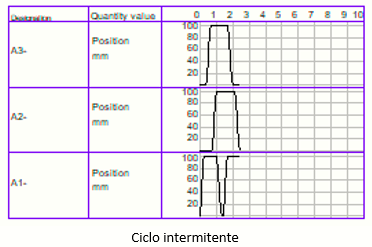 Designation Quantity value 0 1 2 3 4 5 6 7 8 9 10
100
A3- Position 80
mm 60
40
20
100
A2- Position 80
mm 60
40
20
100
A1- Position 80
mm 60
40
20
Ciclo intermitente